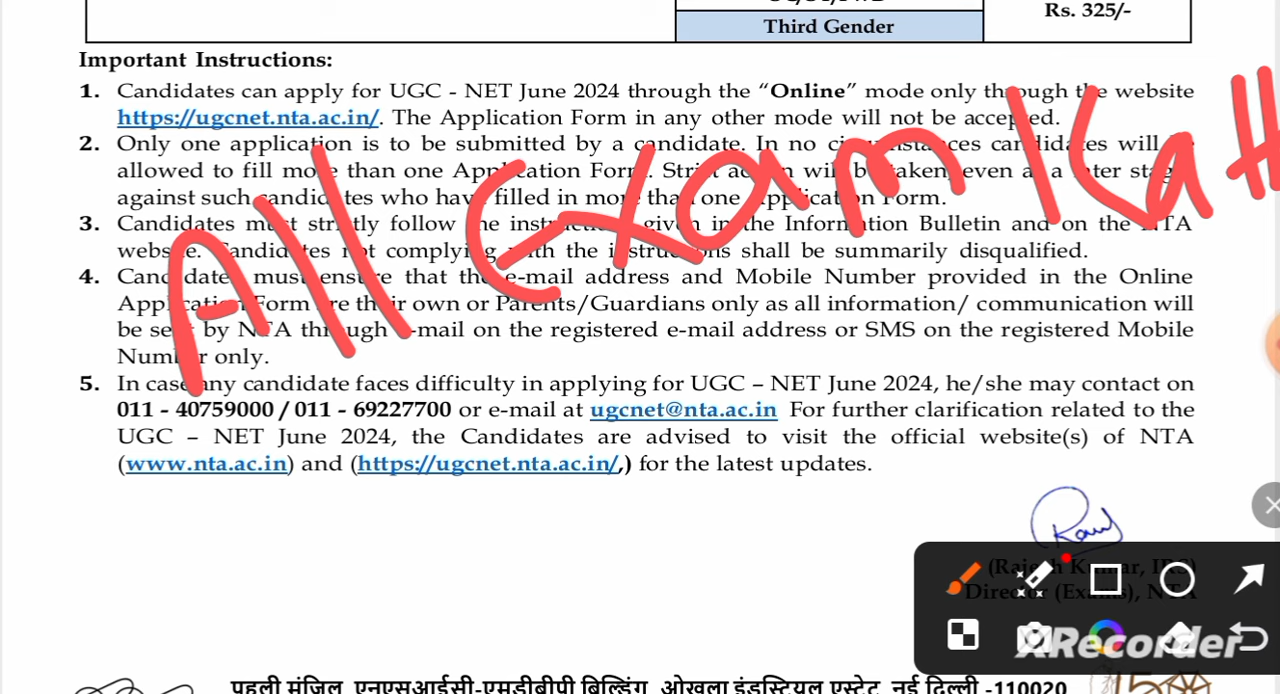 Rs. 325/-
Third Gender
Important Instructions:
1. Candidates can apply for UGC - NET June 2024 through the “Online” mode only through the website
https://ugcnet.nta.ac.in/. The Application Form in any other mode will not be accepted.
2. Only one application is to be submitted by a candidate. In no circumstances candidates will be
allowed to fill more than one Application Form. Strict action will be taken, even at a later stage,
against such candidates who have filled in more than one Application Form.
3. Candidates must strictly follow the instructions given in the Information Bulletin and on the NTA
website. Candidates not complying with the instructions shall be summarily disqualified.
4. Candidates must ensure that the e-mail address and Mobile Number provided in the Online
Application Form are their own or Parents/Guardians only as all information/ communication will
be sent by NTA through e-mail on the registered e-mail address or SMS on the registered Mobile
Number only.
5. In case any candidate faces difficulty in applying for UGC – NET June 2024, he/she may contact on
011 - 40759000 / 011 - 69227700 or e-mail at ugcnet@nta.ac.in For further clarification related to the
UGC – NET June 2024, the Candidates are advised to visit the official website(s) of NTA
(www.nta.ac.in) and (https://ugcnet.nta.ac.in/,) for the latest updates.
All Exam Katt
(Rajesh Kumar, IRS)
Director (Exams), NTA
XRecorder
पहली मंजिल, एनएसआईसी-एमडीबीपी बिल्डिंग, ओखला इंडस्ट्रियल एस्टेट, नई दिल्ली -110020